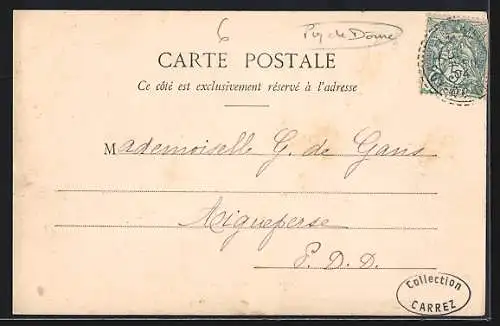 6
Puy de Dome
CARTE POSTALE
Ce côté est exclusivement réservé à l'adresse
Mademoiselle G. de Gans
Aigueperse
P. D. D.
Collection
CARREZ